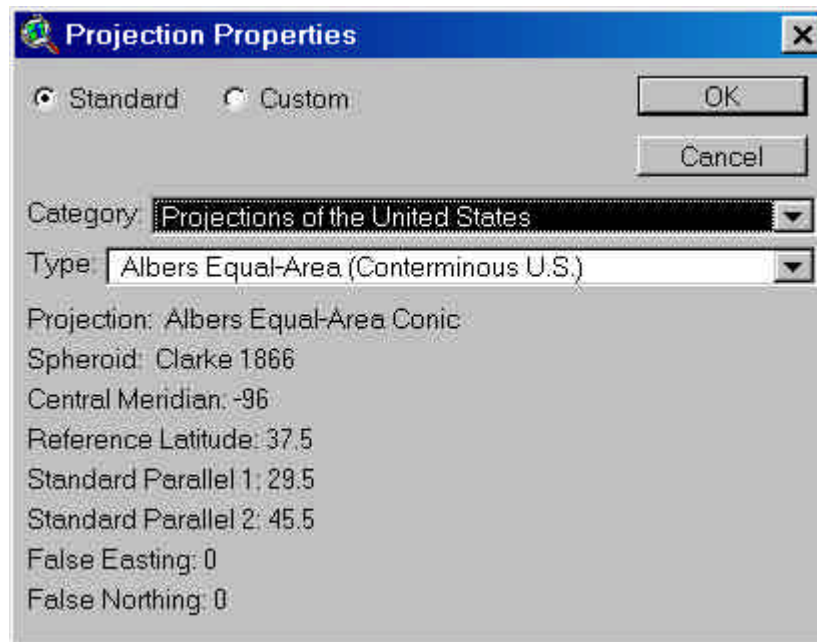 Projection Properties
Standard Custom OK
Cancel
Category: Projections of the United States
Type: Albers Equal-Area (Conterminous U.S.)
Projection: Albers Equal-Area Conic
Spheroid: Clarke 1866
Central Meridian: -96
Reference Latitude: 37.5
Standard Parallel 1: 29.5
Standard Parallel 2: 45.5
False Easting: 0
False Northing: 0